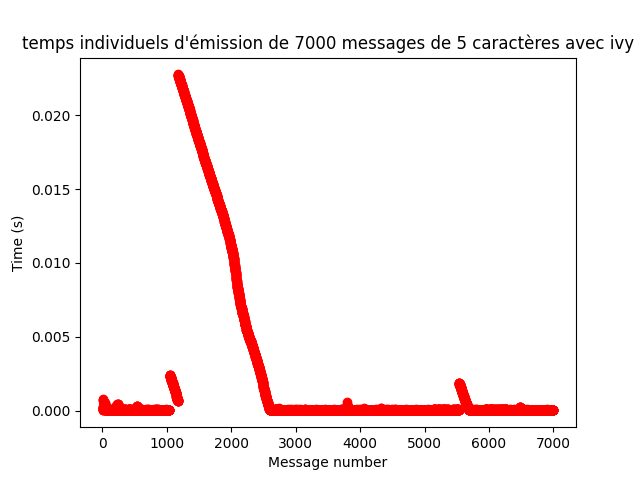 temps individuels d'émission de 7000 messages de 5 caractères avec ivy
Time (s)
0.020
0.015
0.010
0.005
0.000
0 1000 2000 3000 4000 5000 6000 7000
Message number